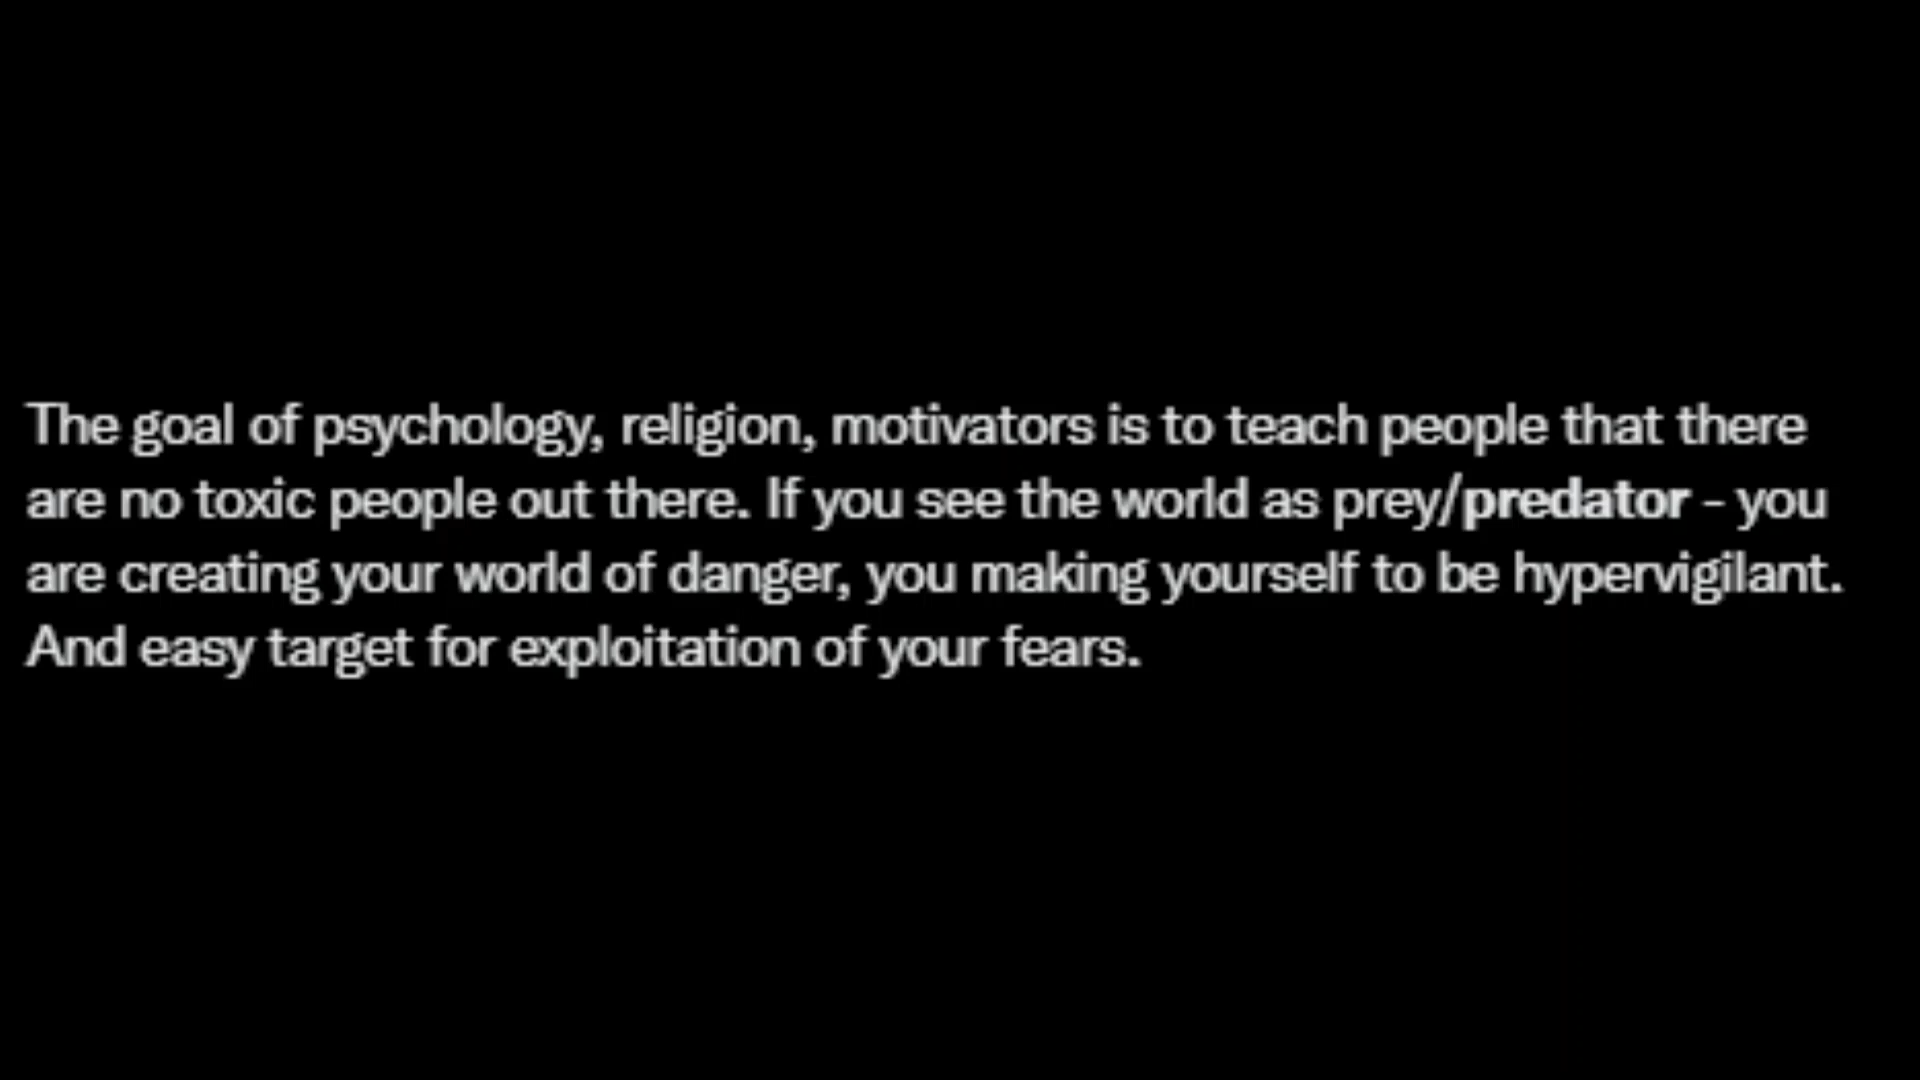 The goal of psychology, religion, motivators is to teach people that there
are no toxic people out there. If you see the world as prey/predator - you
are creating your world of danger, you making yourself to be hypervigilant.
And easy target for exploitation of your fears.